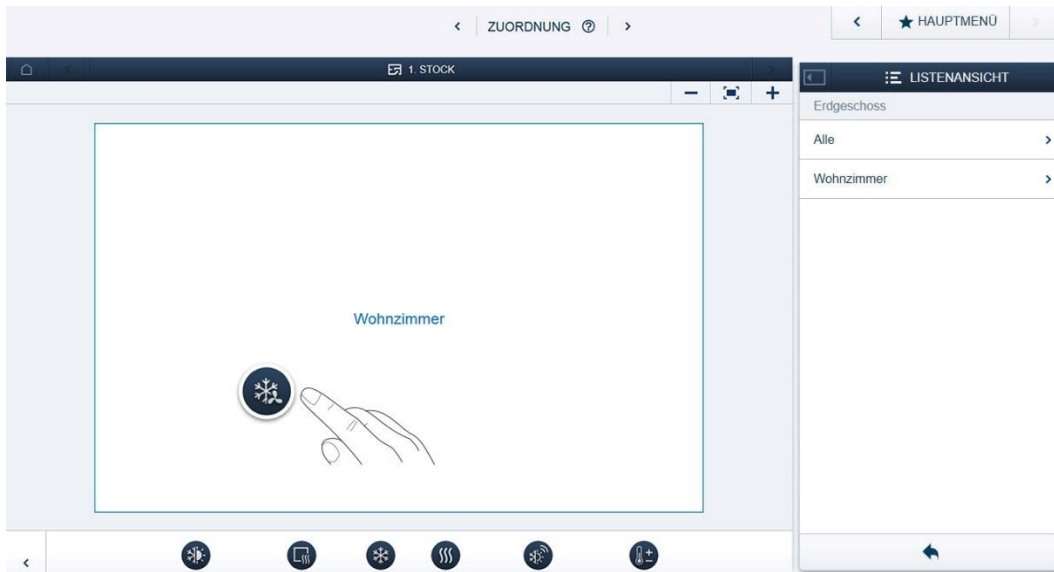 ZUORDNUNG
HAUPTMENÜ
1. STOCK
LISTENANSICHT
Erdgeschoss
Alle
Wohnzimmer
Wohnzimmer